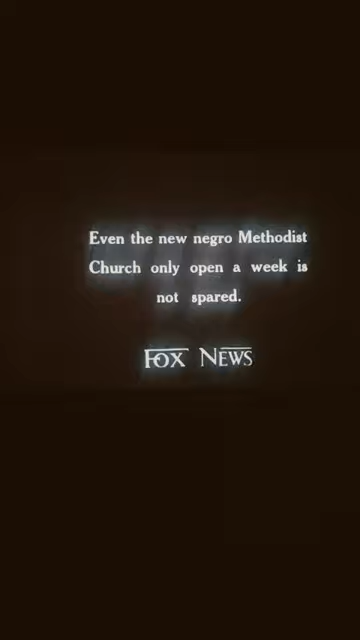 Even the new negro Methodist
Church only open a week is
not spared.
FOX NEWS